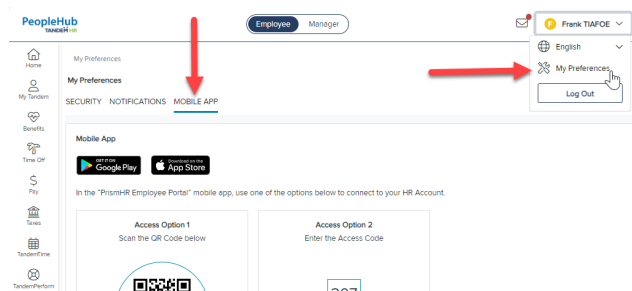 PeopleHub
TANDEM HR
Employee Manager
Frank TIAFOE
English
My Preferences
Log Out
Home
My Tandem
Benefits
Time Off
Pay
Taxes
TandemTime
TandemPerform
My Preferences
My Preferences
SECURITY NOTIFICATIONS MOBILE APP
Mobile App
GET IT ON
Google Play
Download on the
App Store
In the "PrismHR Employee Portal" mobile app, use one of the options below to connect to your HR Account.
Access Option 1
Scan the QR Code below
Access Option 2
Enter the Access Code